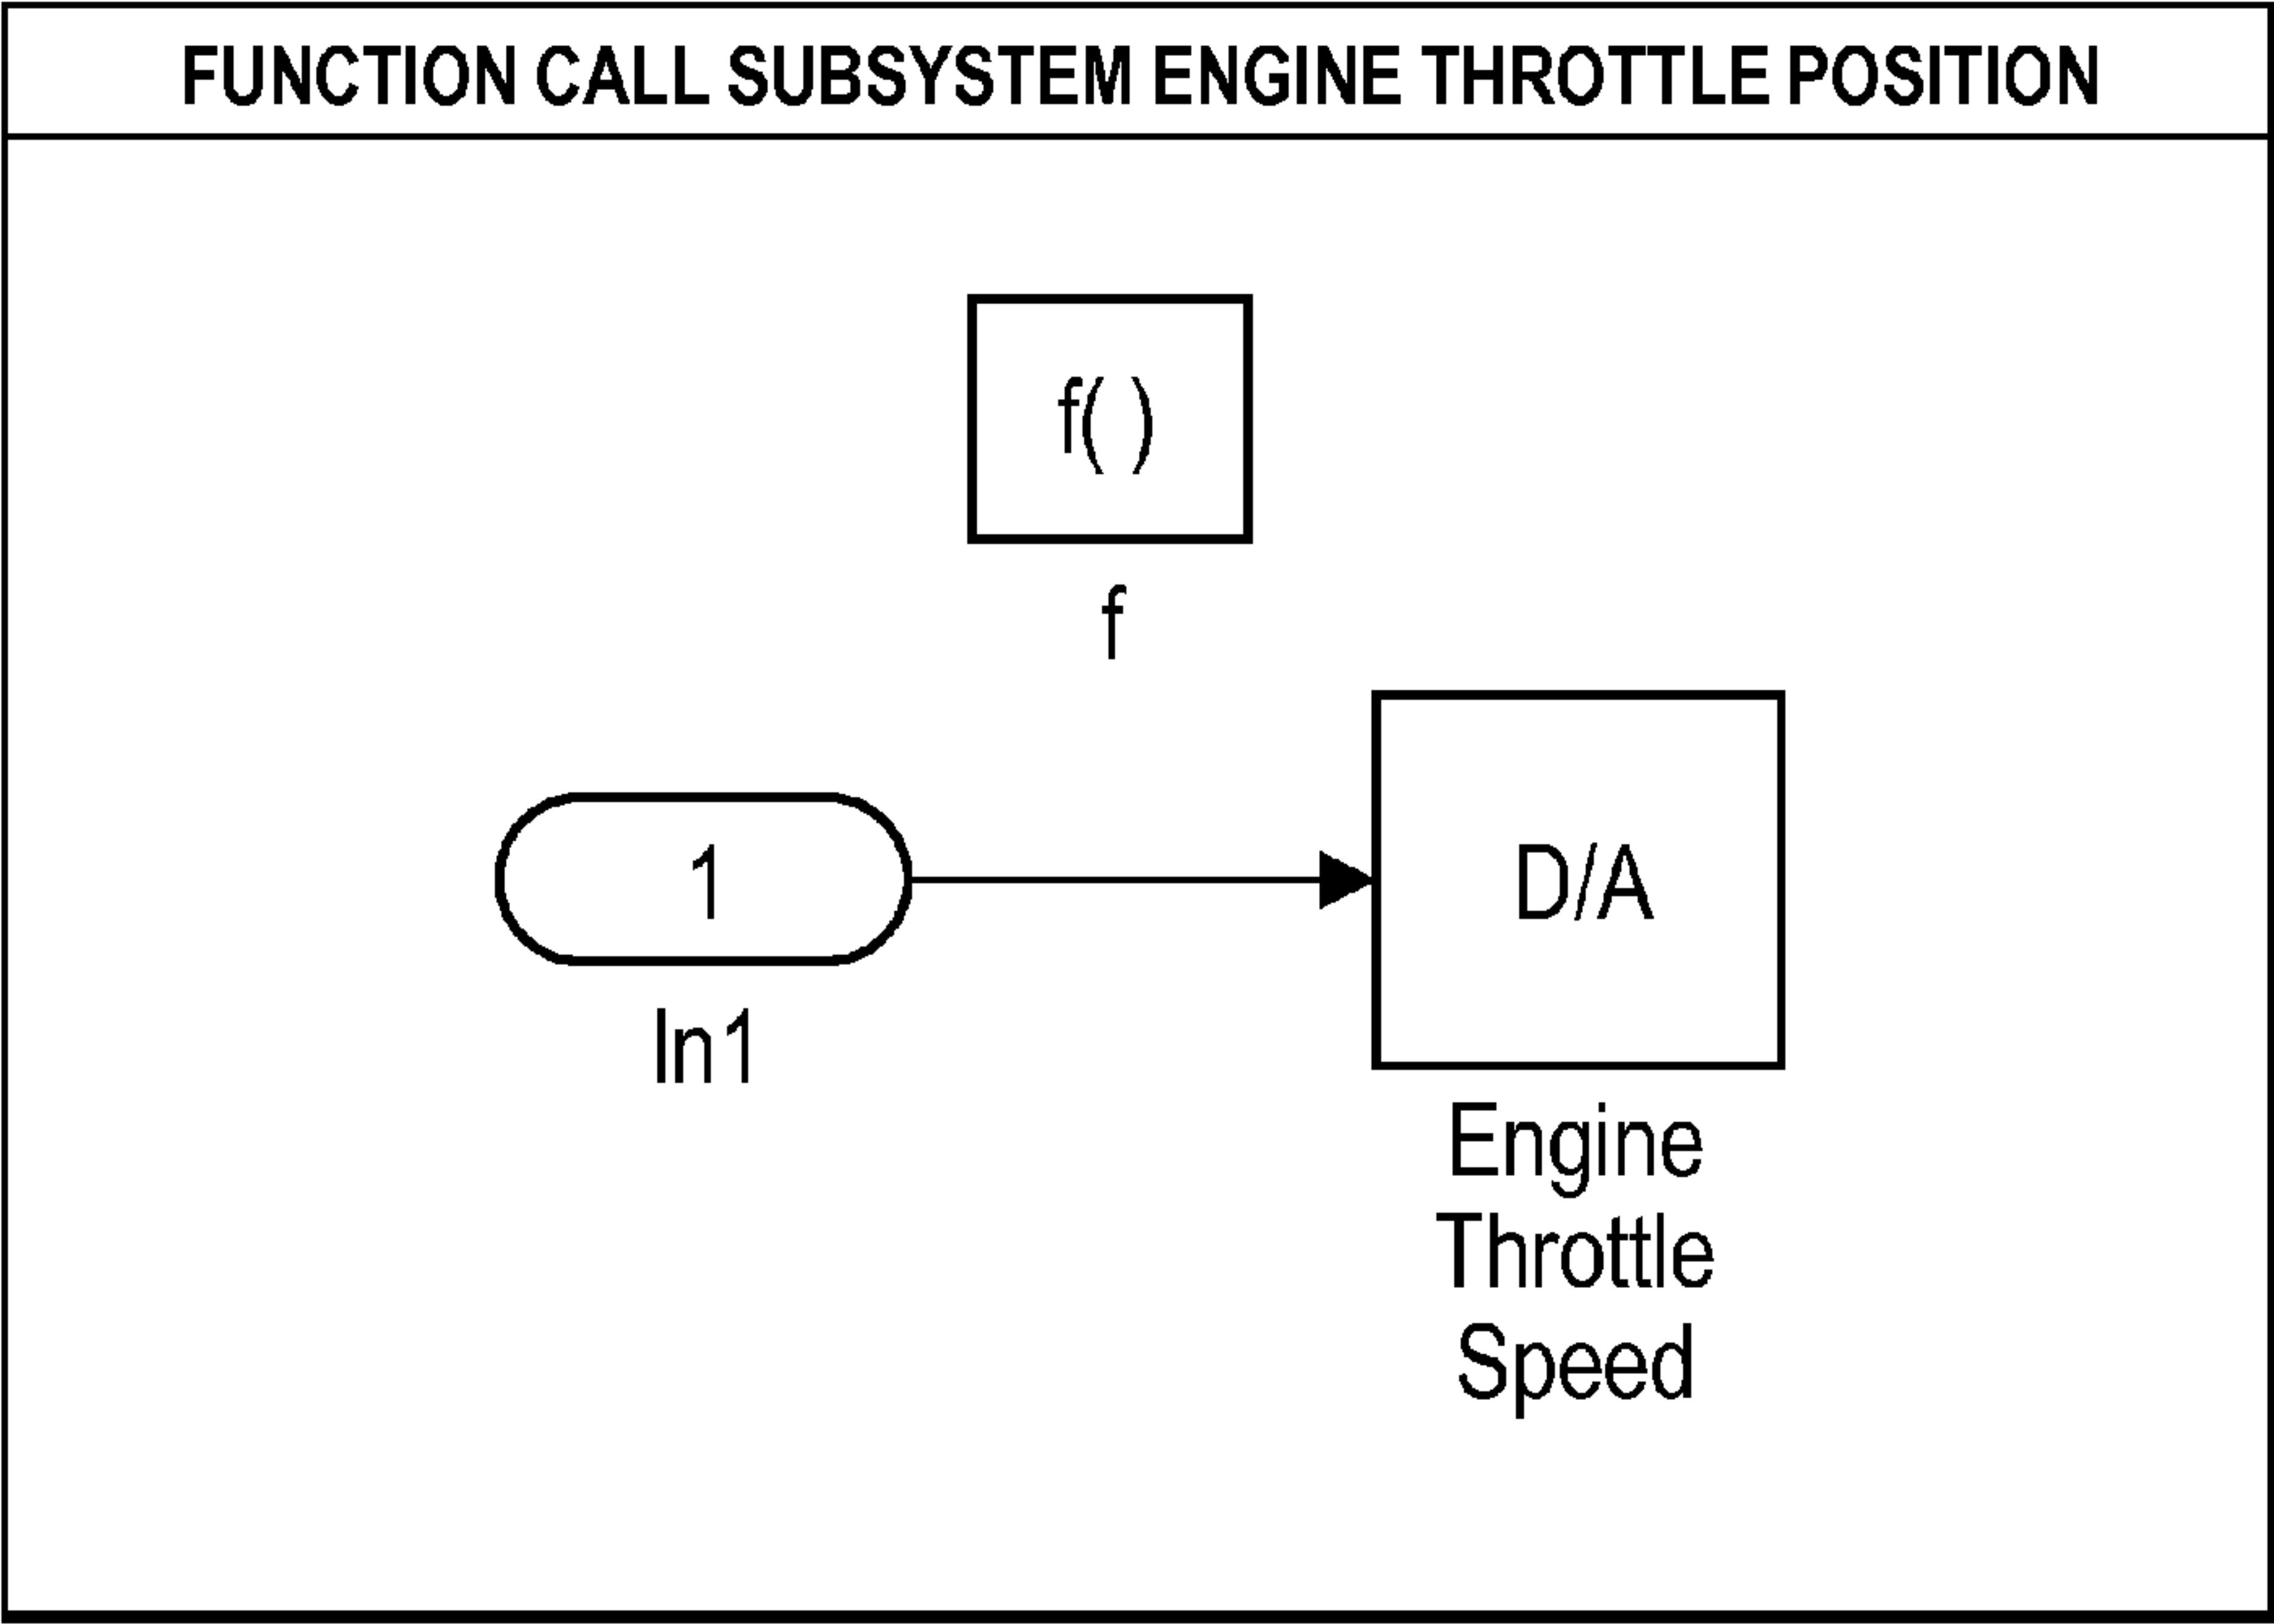 FUNCTION CALL SUBSYSTEM ENGINE THROTTLE POSITION
f( )
f
1
D/A
In1
Engine
Throttle
Speed